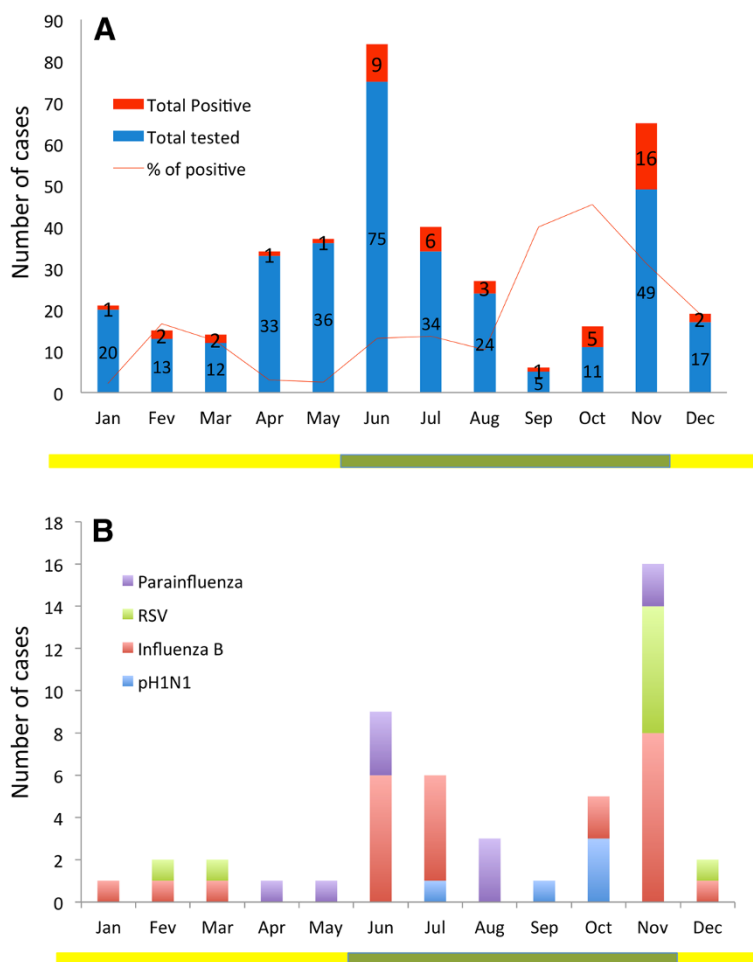 A
90
80
70
60
50
40
30
20
10
0
Number of cases
Total Positive
Total tested
% of positive
1 2 2 1 1 9 6 3 1 5 16 2
20 13 12 33 36 75 34 24 5 11 49 17
Jan Fev Mar Apr May Jun Jul Aug Sep Oct Nov Dec
B
18
16
14
12
10
8
6
4
2
0
Number of cases
Parainfluenza
RSV
Influenza B
pH1N1
Jan Fev Mar Apr May Jun Jul Aug Sep Oct Nov Dec